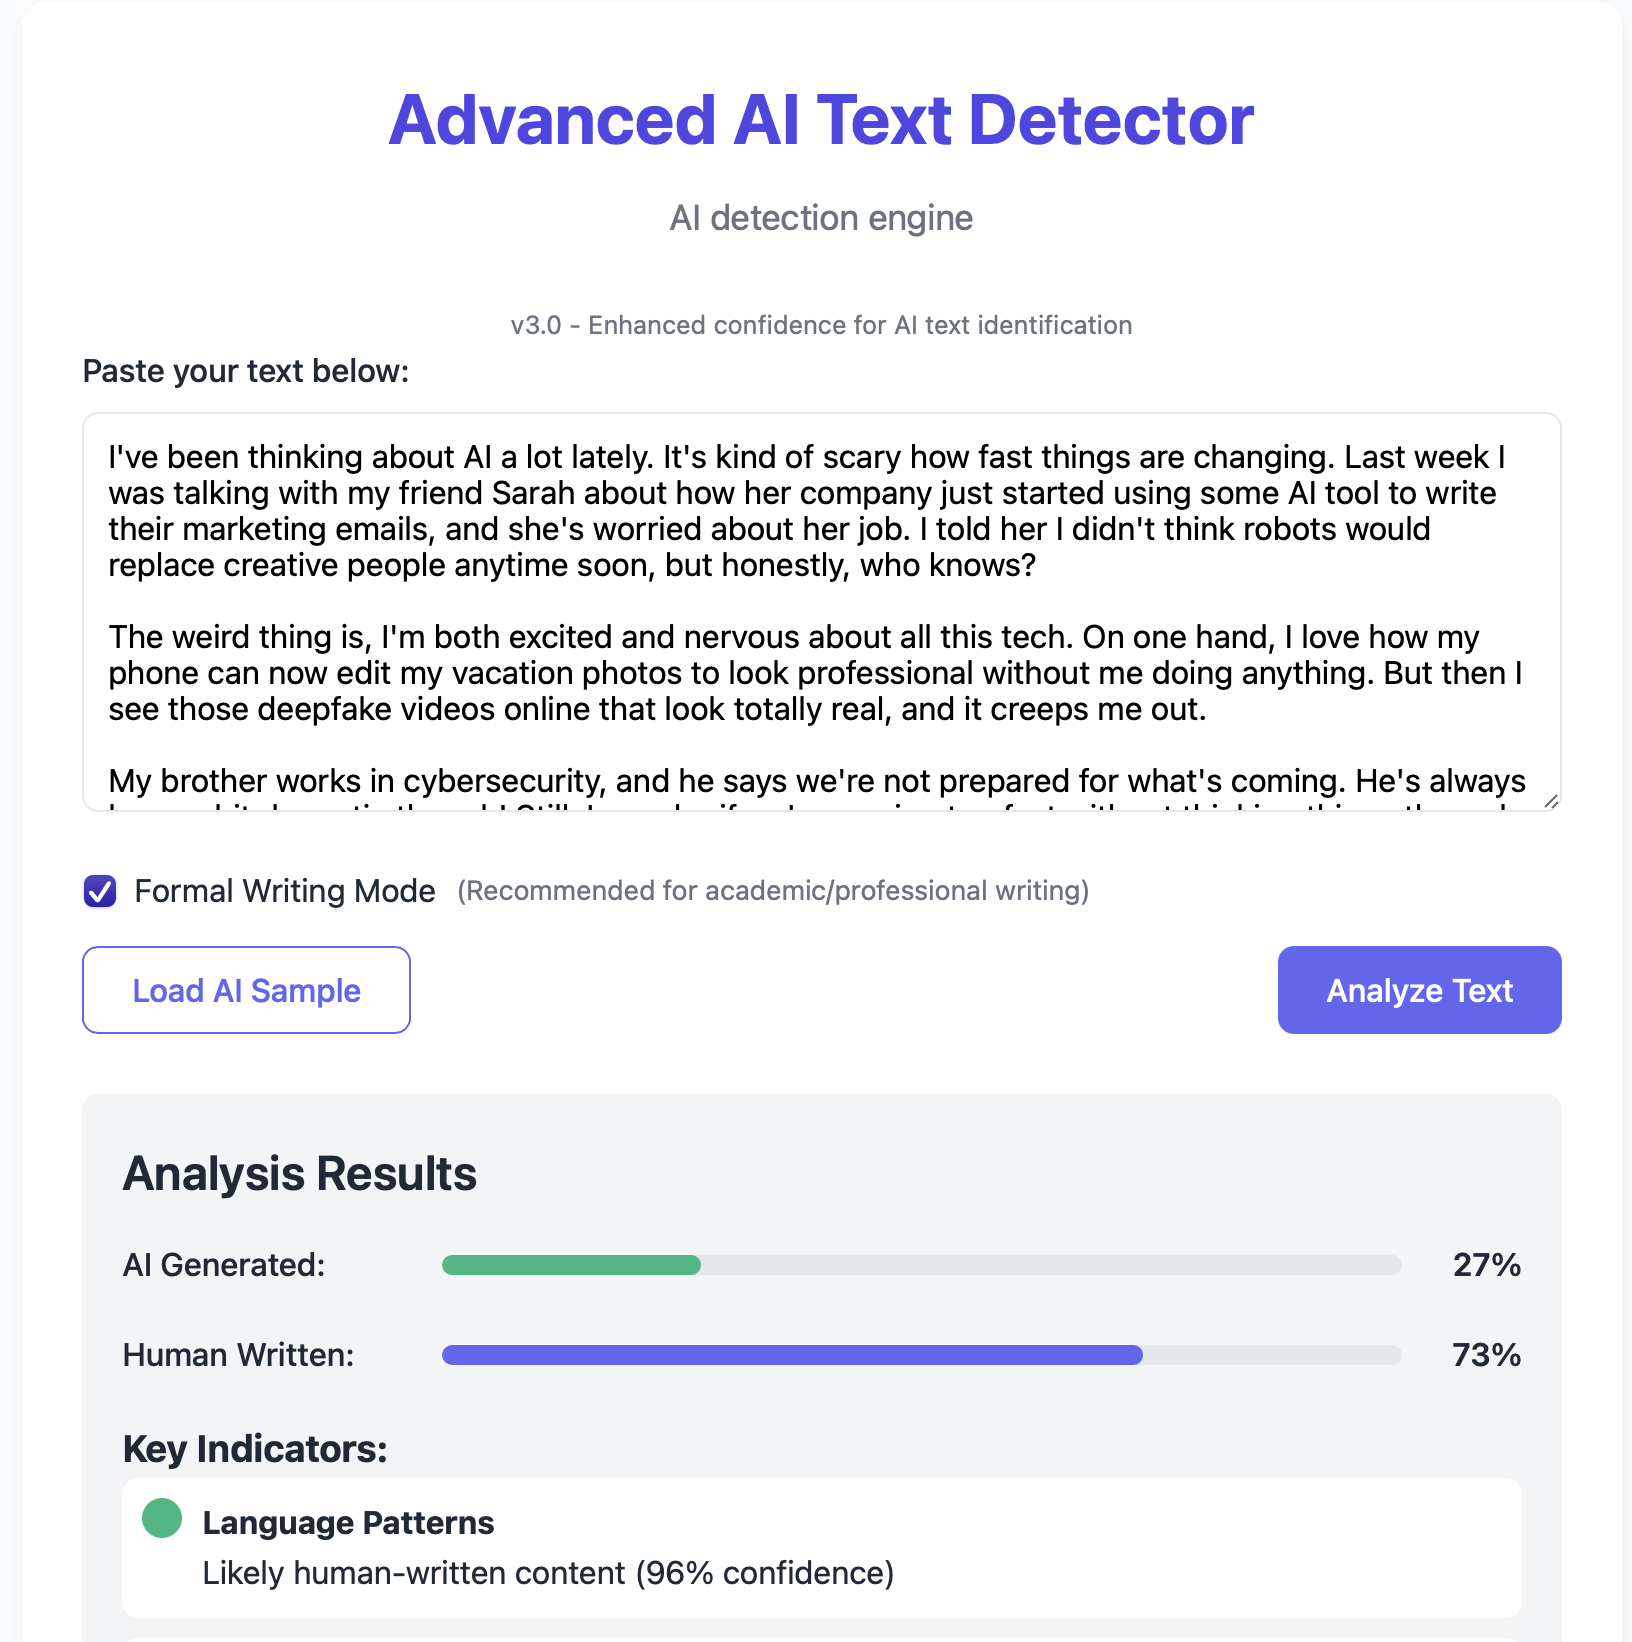 Advanced AI Text Detector
AI detection engine
v3.0 - Enhanced confidence for AI text identification
Paste your text below:
I've been thinking about AI a lot lately. It's kind of scary how fast things are changing. Last week I
was talking with my friend Sarah about how her company just started using some AI tool to write
their marketing emails, and she's worried about her job. I told her I didn't think robots would
replace creative people anytime soon, but honestly, who knows?
The weird thing is, I'm both excited and nervous about all this tech. On one hand, I love how my
phone can now edit my vacation photos to look professional without me doing anything. But then I
see those deepfake videos online that look totally real, and it creeps me out.
My brother works in cybersecurity, and he says we're not prepared for what's coming. He's always
Formal Writing Mode (Recommended for academic/professional writing)
Load AI Sample
Analyze Text
Analysis Results
AI Generated: 27%
Human Written: 73%
Key Indicators:
Language Patterns
Likely human-written content (96% confidence)